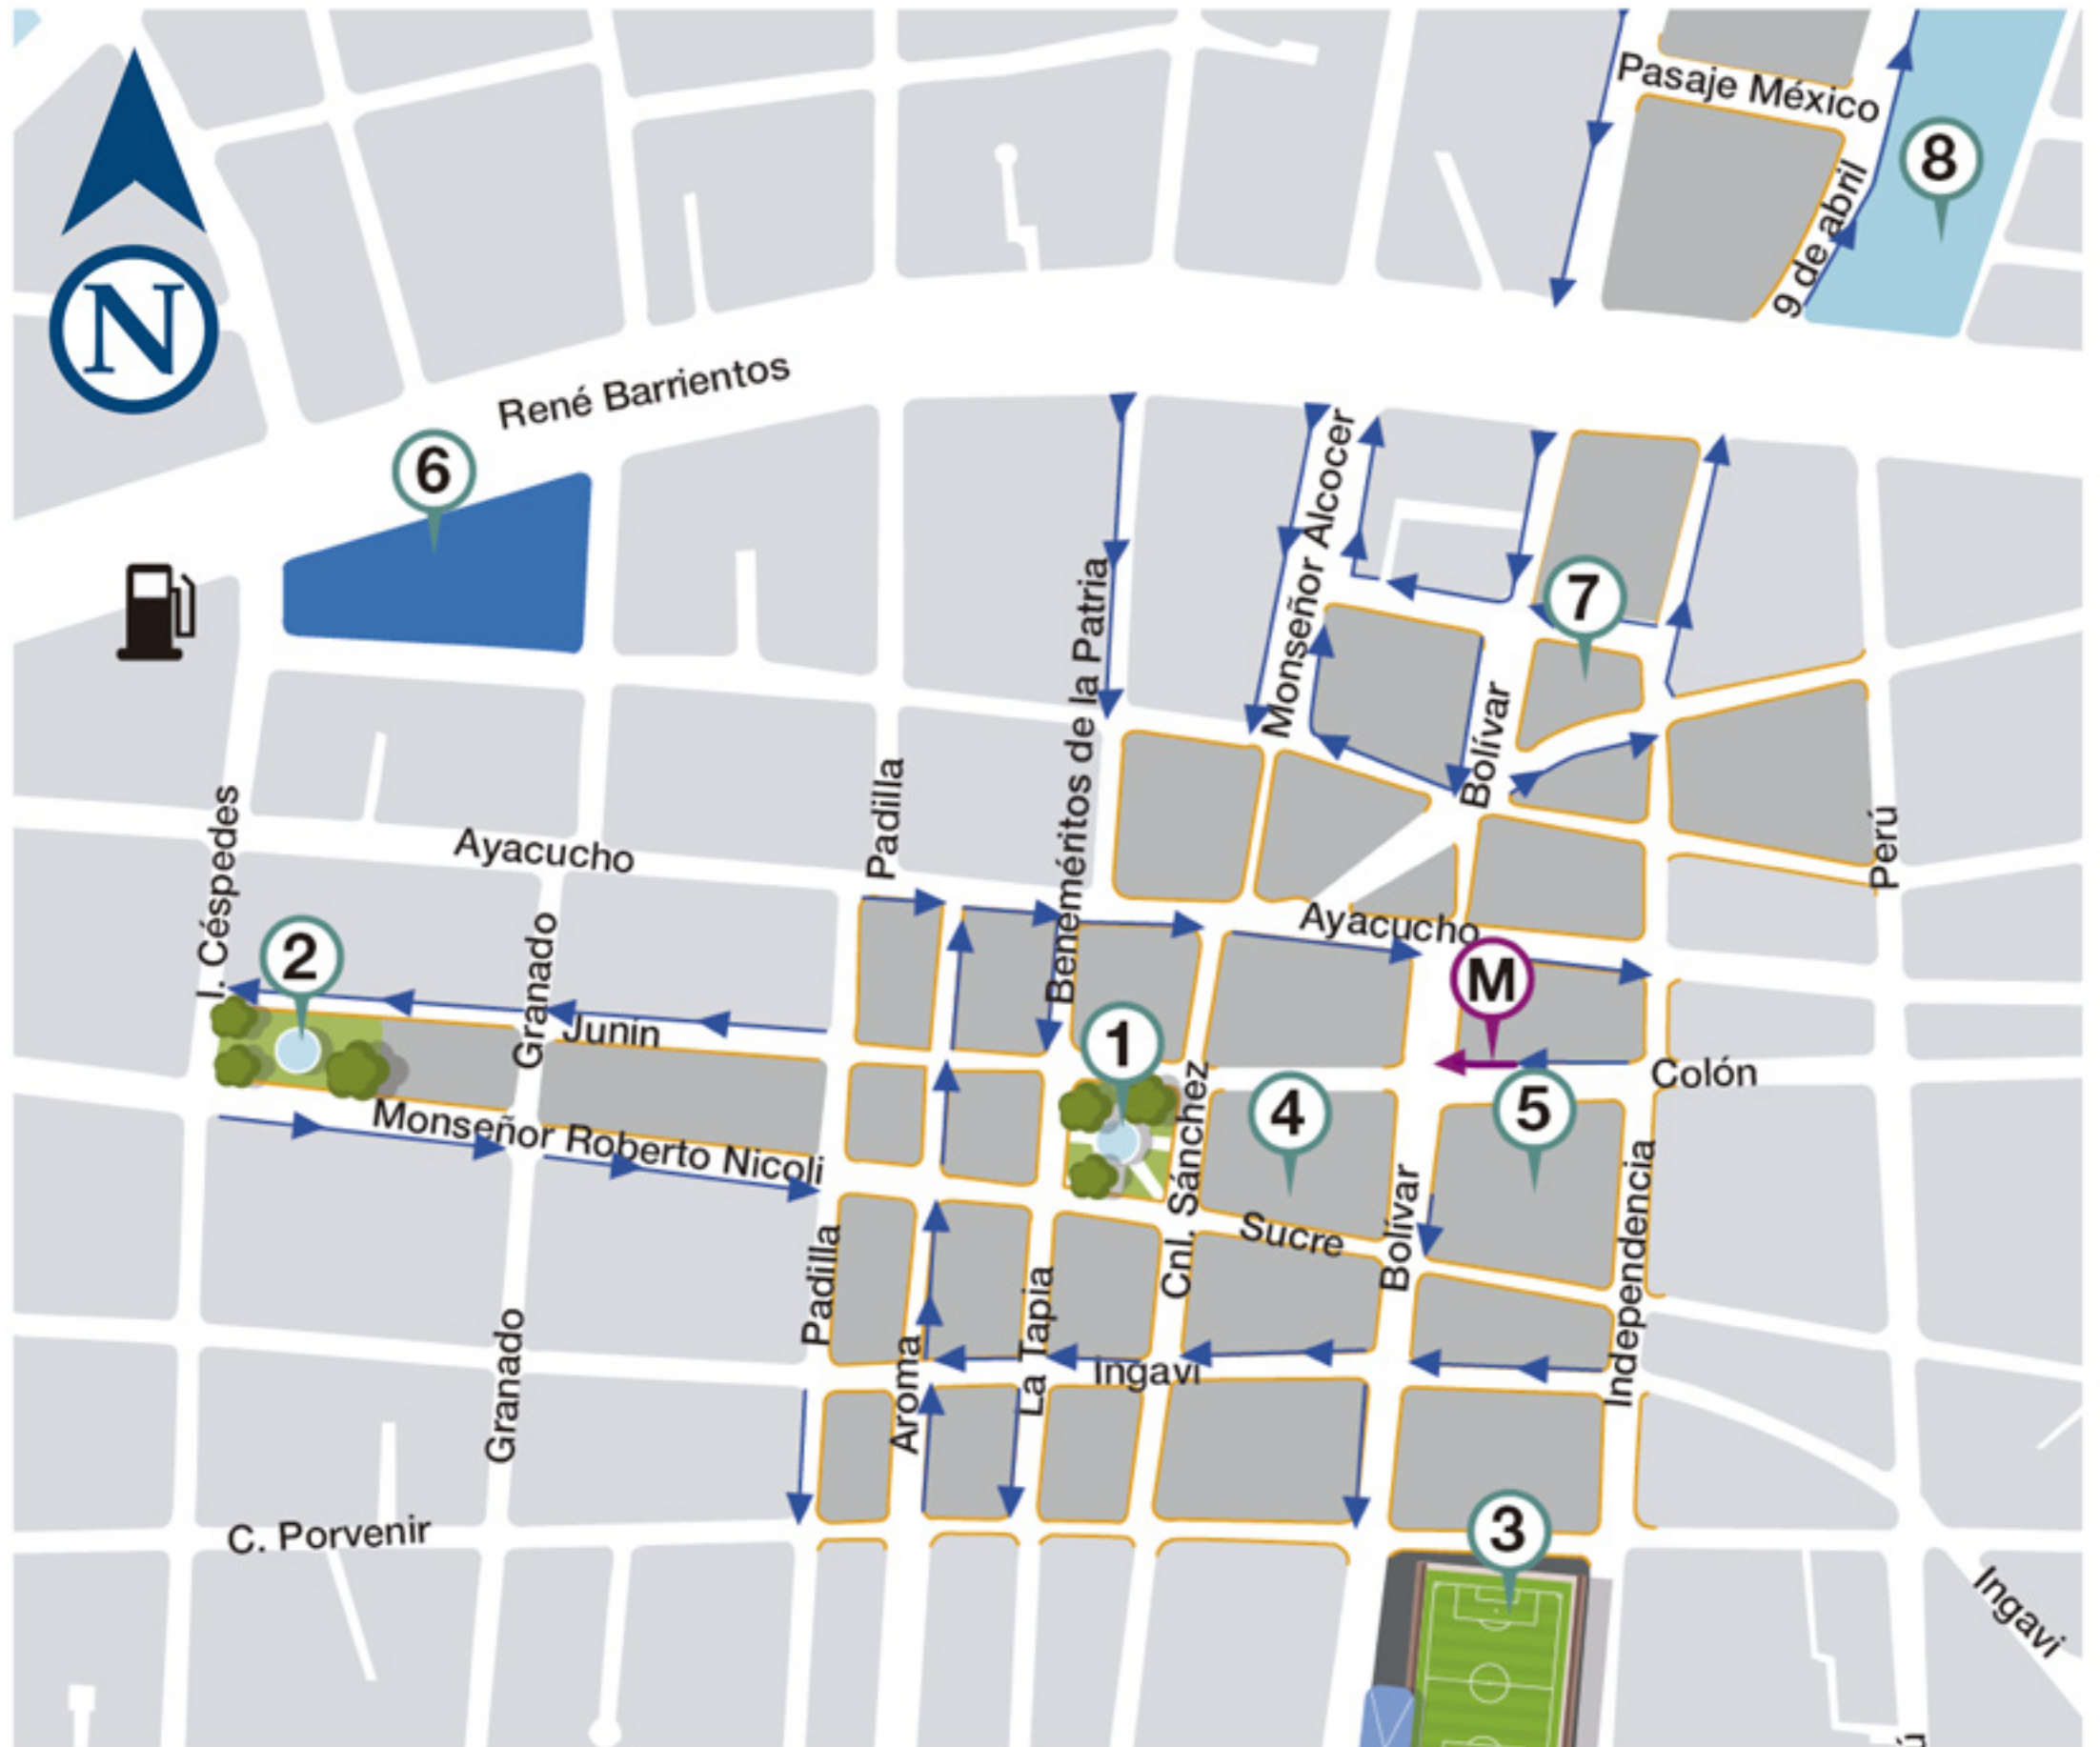 Pasaje México
8
9 de abril
N
René Barrientos
6
Monseñor Alcocer
7
Beneméritos de la Patria
Bolívar
Padilla
I. Céspedes
Ayacucho
Perú
Ayacucho
Granado
2
M
Junín
1
Colón
Cnl. Sánchez
4
5
Monseñor Roberto Nicoli
Sucre
Bolívar
Independencia
Padilla
La Tapia
Ingavi
Aroma
Granado
C. Porvenir
3
Ingavi